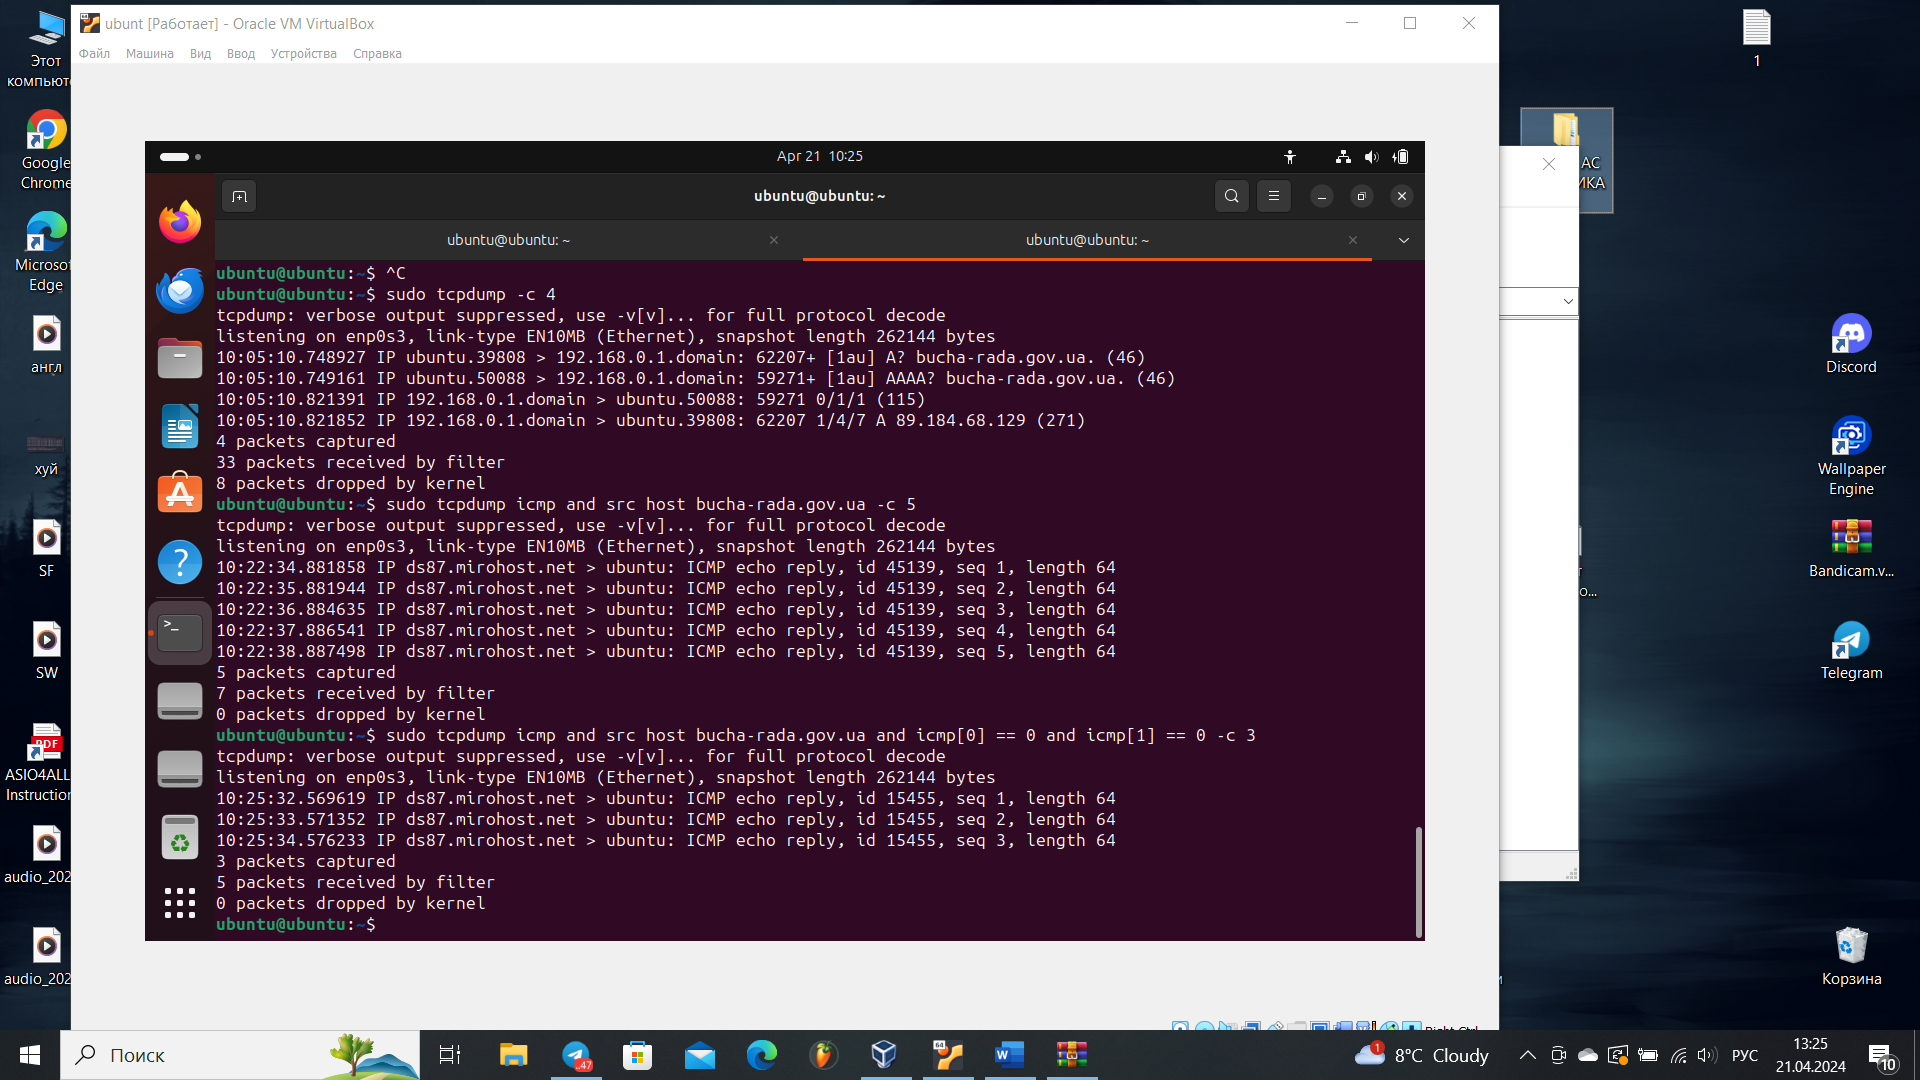 ubunt [Работает] - Oracle VM VirtualBox
Файл Машина Вид Ввод Устройства Справка
Apr 21 10:25
ubuntu@ubuntu: ~
ubuntu@ubuntu: ~
ubuntu@ubuntu: ~
ubuntu@ubuntu:~$ ^C
ubuntu@ubuntu:~$ sudo tcpdump -c 4
tcpdump: verbose output suppressed, use -v[v]... for full protocol decode
listening on enp0s3, link-type EN10MB (Ethernet), snapshot length 262144 bytes
10:05:10.748927 IP ubuntu.39808 > 192.168.0.1.domain: 62207+ [1au] A? bucha-rada.gov.ua. (46)
10:05:10.749161 IP ubuntu.50088 > 192.168.0.1.domain: 59271+ [1au] AAAA? bucha-rada.gov.ua. (46)
10:05:10.821391 IP 192.168.0.1.domain > ubuntu.50088: 59271 0/1/1 (115)
10:05:10.821852 IP 192.168.0.1.domain > ubuntu.39808: 62207 1/4/7 A 89.184.68.129 (271)
4 packets captured
33 packets received by filter
8 packets dropped by kernel
ubuntu@ubuntu:~$ sudo tcpdump icmp and src host bucha-rada.gov.ua -c 5
tcpdump: verbose output suppressed, use -v[v]... for full protocol decode
listening on enp0s3, link-type EN10MB (Ethernet), snapshot length 262144 bytes
10:22:34.881858 IP ds87.mirohost.net > ubuntu: ICMP echo reply, id 45139, seq 1, length 64
10:22:35.881944 IP ds87.mirohost.net > ubuntu: ICMP echo reply, id 45139, seq 2, length 64
10:22:36.884635 IP ds87.mirohost.net > ubuntu: ICMP echo reply, id 45139, seq 3, length 64
10:22:37.886541 IP ds87.mirohost.net > ubuntu: ICMP echo reply, id 45139, seq 4, length 64
10:22:38.887498 IP ds87.mirohost.net > ubuntu: ICMP echo reply, id 45139, seq 5, length 64
5 packets captured
7 packets received by filter
0 packets dropped by kernel
ubuntu@ubuntu:~$ sudo tcpdump icmp and src host bucha-rada.gov.ua and icmp[0] == 0 and icmp[1] == 0 -c 3
tcpdump: verbose output suppressed, use -v[v]... for full protocol decode
listening on enp0s3, link-type EN10MB (Ethernet), snapshot length 262144 bytes
10:25:32.569619 IP ds87.mirohost.net > ubuntu: ICMP echo reply, id 15455, seq 1, length 64
10:25:33.571352 IP ds87.mirohost.net > ubuntu: ICMP echo reply, id 15455, seq 2, length 64
10:25:34.576233 IP ds87.mirohost.net > ubuntu: ICMP echo reply, id 15455, seq 3, length 64
3 packets captured
5 packets received by filter
0 packets dropped by kernel
ubuntu@ubuntu:~$
Этот
компьют
Google
Chrome
Microsof
Edge
англ
хуй
SF
SW
PDF
ASIO4ALL
Instruction
audio_202
audio_202
1
АС
ИКА
Discord
Wallpaper
Engine
Bandicam.v...
о...
Telegram
Корзина
Поиск
47
64
1
8°C Cloudy
РУС
13:25
21.04.2024
10